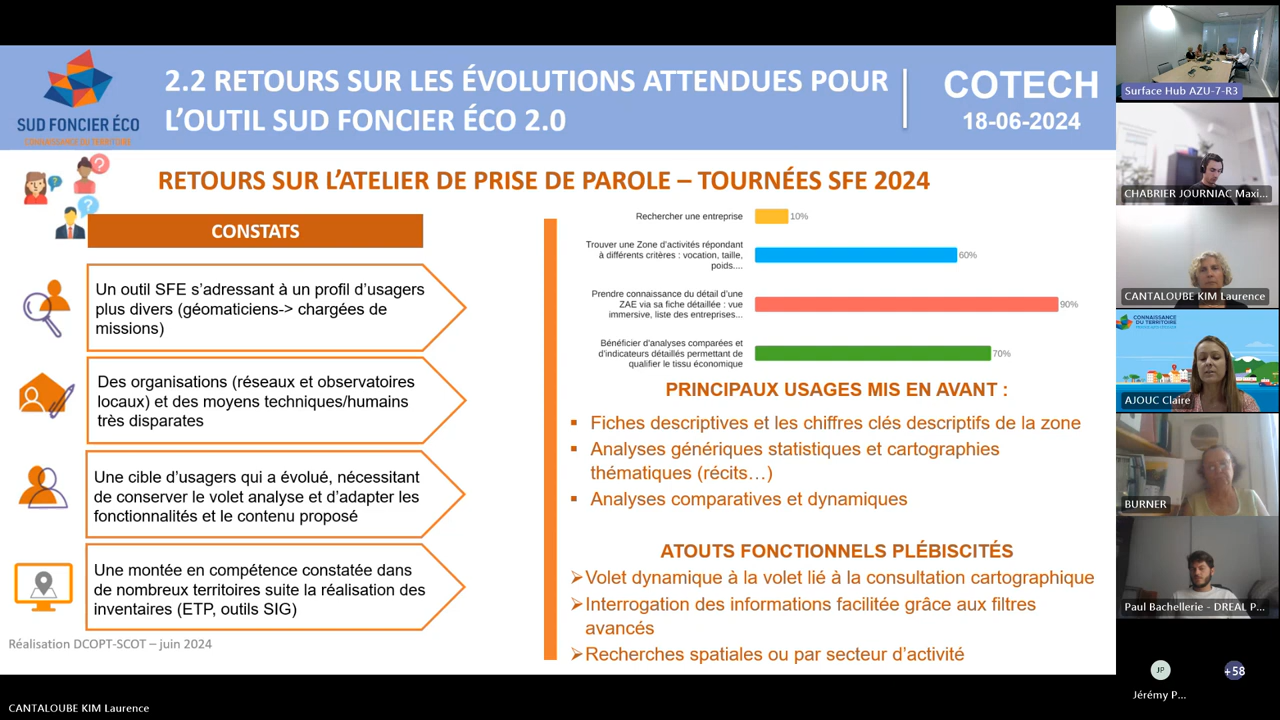 SUD FONCIER ÉCO
CONNAISSANCE DU TERRITOIRE
2.2 RETOURS SUR LES ÉVOLUTIONS ATTENDUES POUR
L'OUTIL SUD FONCIER ÉCO 2.0
COTECH
18-06-2024
RETOURS SUR L'ATELIER DE PRISE DE PAROLE – TOURNÉES SFE 2024
CONSTATS
Un outil SFE s'adressant à un profil d'usagers
plus divers (géomaticiens-> chargées de
missions)
Des organisations (réseaux et observatoires
locaux) et des moyens techniques/humains
très disparates
Une cible d'usagers qui a évolué, nécessitant
de conserver le volet analyse et d'adapter les
fonctionnalités et le contenu proposé
Une montée en compétence constatée dans
de nombreux territoires suite la réalisation des
inventaires (ETP, outils SIG)
Réalisation DCOPT-SCOT – juin 2024
Rechercher une entreprise
10%
Trouver une Zone d'activités répondant
à différents critères : vocation, taille,
poids....
60%
Prendre connaissance du détail d'une
ZAE via sa fiche détaillée : vue
immersive, liste des entreprises...
90%
Bénéficier d'analyses comparées et
d'indicateurs détaillés permettant de
qualifier le tissu économique
70%
PRINCIPAUX USAGES MIS EN AVANT :
▪ Fiches descriptives et les chiffres clés descriptifs de la zone
▪ Analyses génériques statistiques et cartographies
thématiques (récits…)
▪ Analyses comparatives et dynamiques
ATOUTS FONCTIONNELS PLÉBISCITÉS
➢Volet dynamique à la volet lié à la consultation cartographique
➢Interrogation des informations facilitée grâce aux filtres
avancés
➢Recherches spatiales ou par secteur d'activité
Surface Hub AZU-7-R3
CHABRIER JOURNIAC Maxi...
CANTALOUBE KIM Laurence
CONNAISSANCE
DU TERRITOIRE
AJOUC Claire
BURNER
Paul Bachellerie - DREAL P...
JP
+58
Jérémy P...
CANTALOUBE KIM Laurence